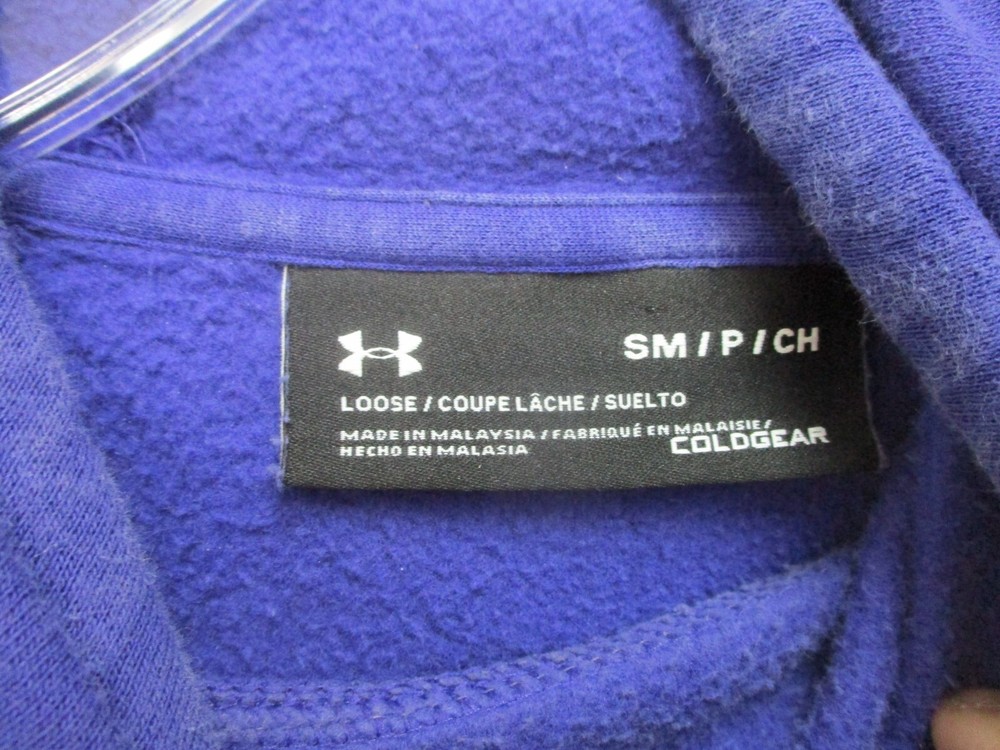 SM / P / CH
LOOSE / COUPE LÂCHE / SUELTO
MADE IN MALAYSIA / FABRIQUÉ EN MALAISIE /
HECHO EN MALASIA
COLDGEAR